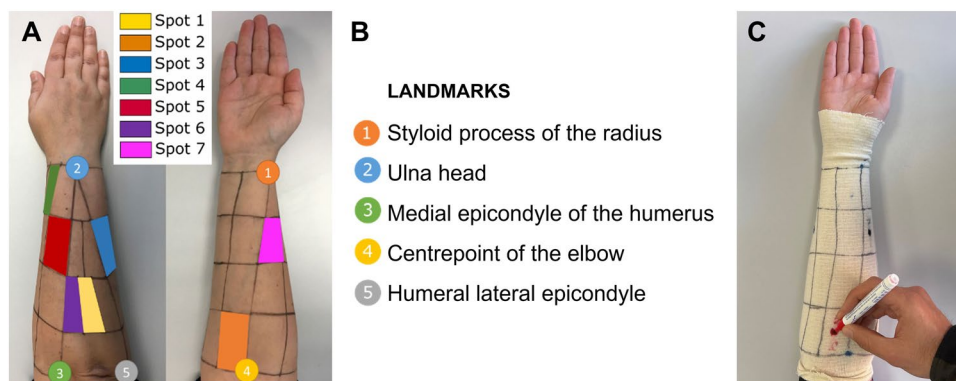 A
Spot 1
Spot 2
Spot 3
Spot 4
Spot 5
Spot 6
Spot 7
2
1
3
5
4
B
LANDMARKS
1 Styloid process of the radius
2 Ulna head
3 Medial epicondyle of the humerus
4 Centrepoint of the elbow
5 Humeral lateral epicondyle
C